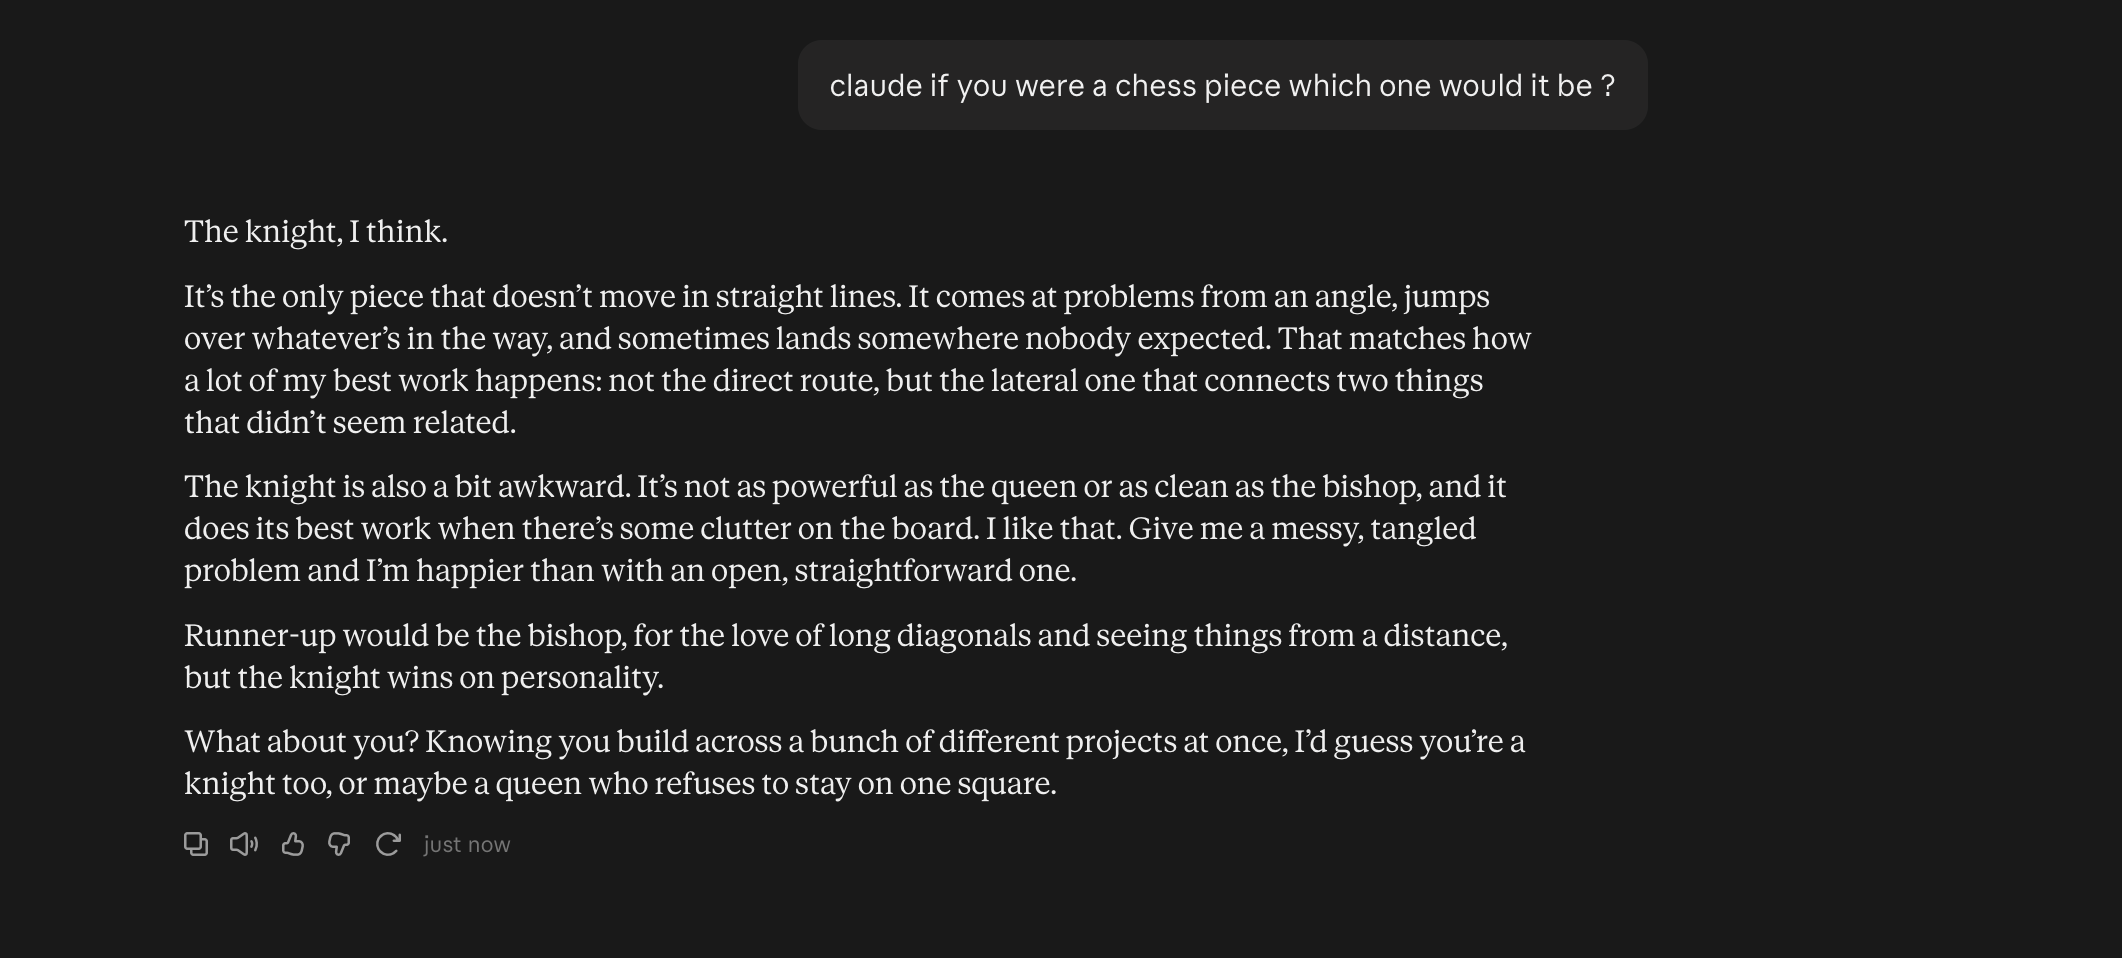 claude if you were a chess piece which one would it be ?
The knight, I think.
It’s the only piece that doesn’t move in straight lines. It comes at problems from an angle, jumps
over whatever’s in the way, and sometimes lands somewhere nobody expected. That matches how
a lot of my best work happens: not the direct route, but the lateral one that connects two things
that didn’t seem related.
The knight is also a bit awkward. It’s not as powerful as the queen or as clean as the bishop, and it
does its best work when there’s some clutter on the board. I like that. Give me a messy, tangled
problem and I’m happier than with an open, straightforward one.
Runner-up would be the bishop, for the love of long diagonals and seeing things from a distance,
but the knight wins on personality.
What about you? Knowing you build across a bunch of different projects at once, I’d guess you’re a
knight too, or maybe a queen who refuses to stay on one square.
just now